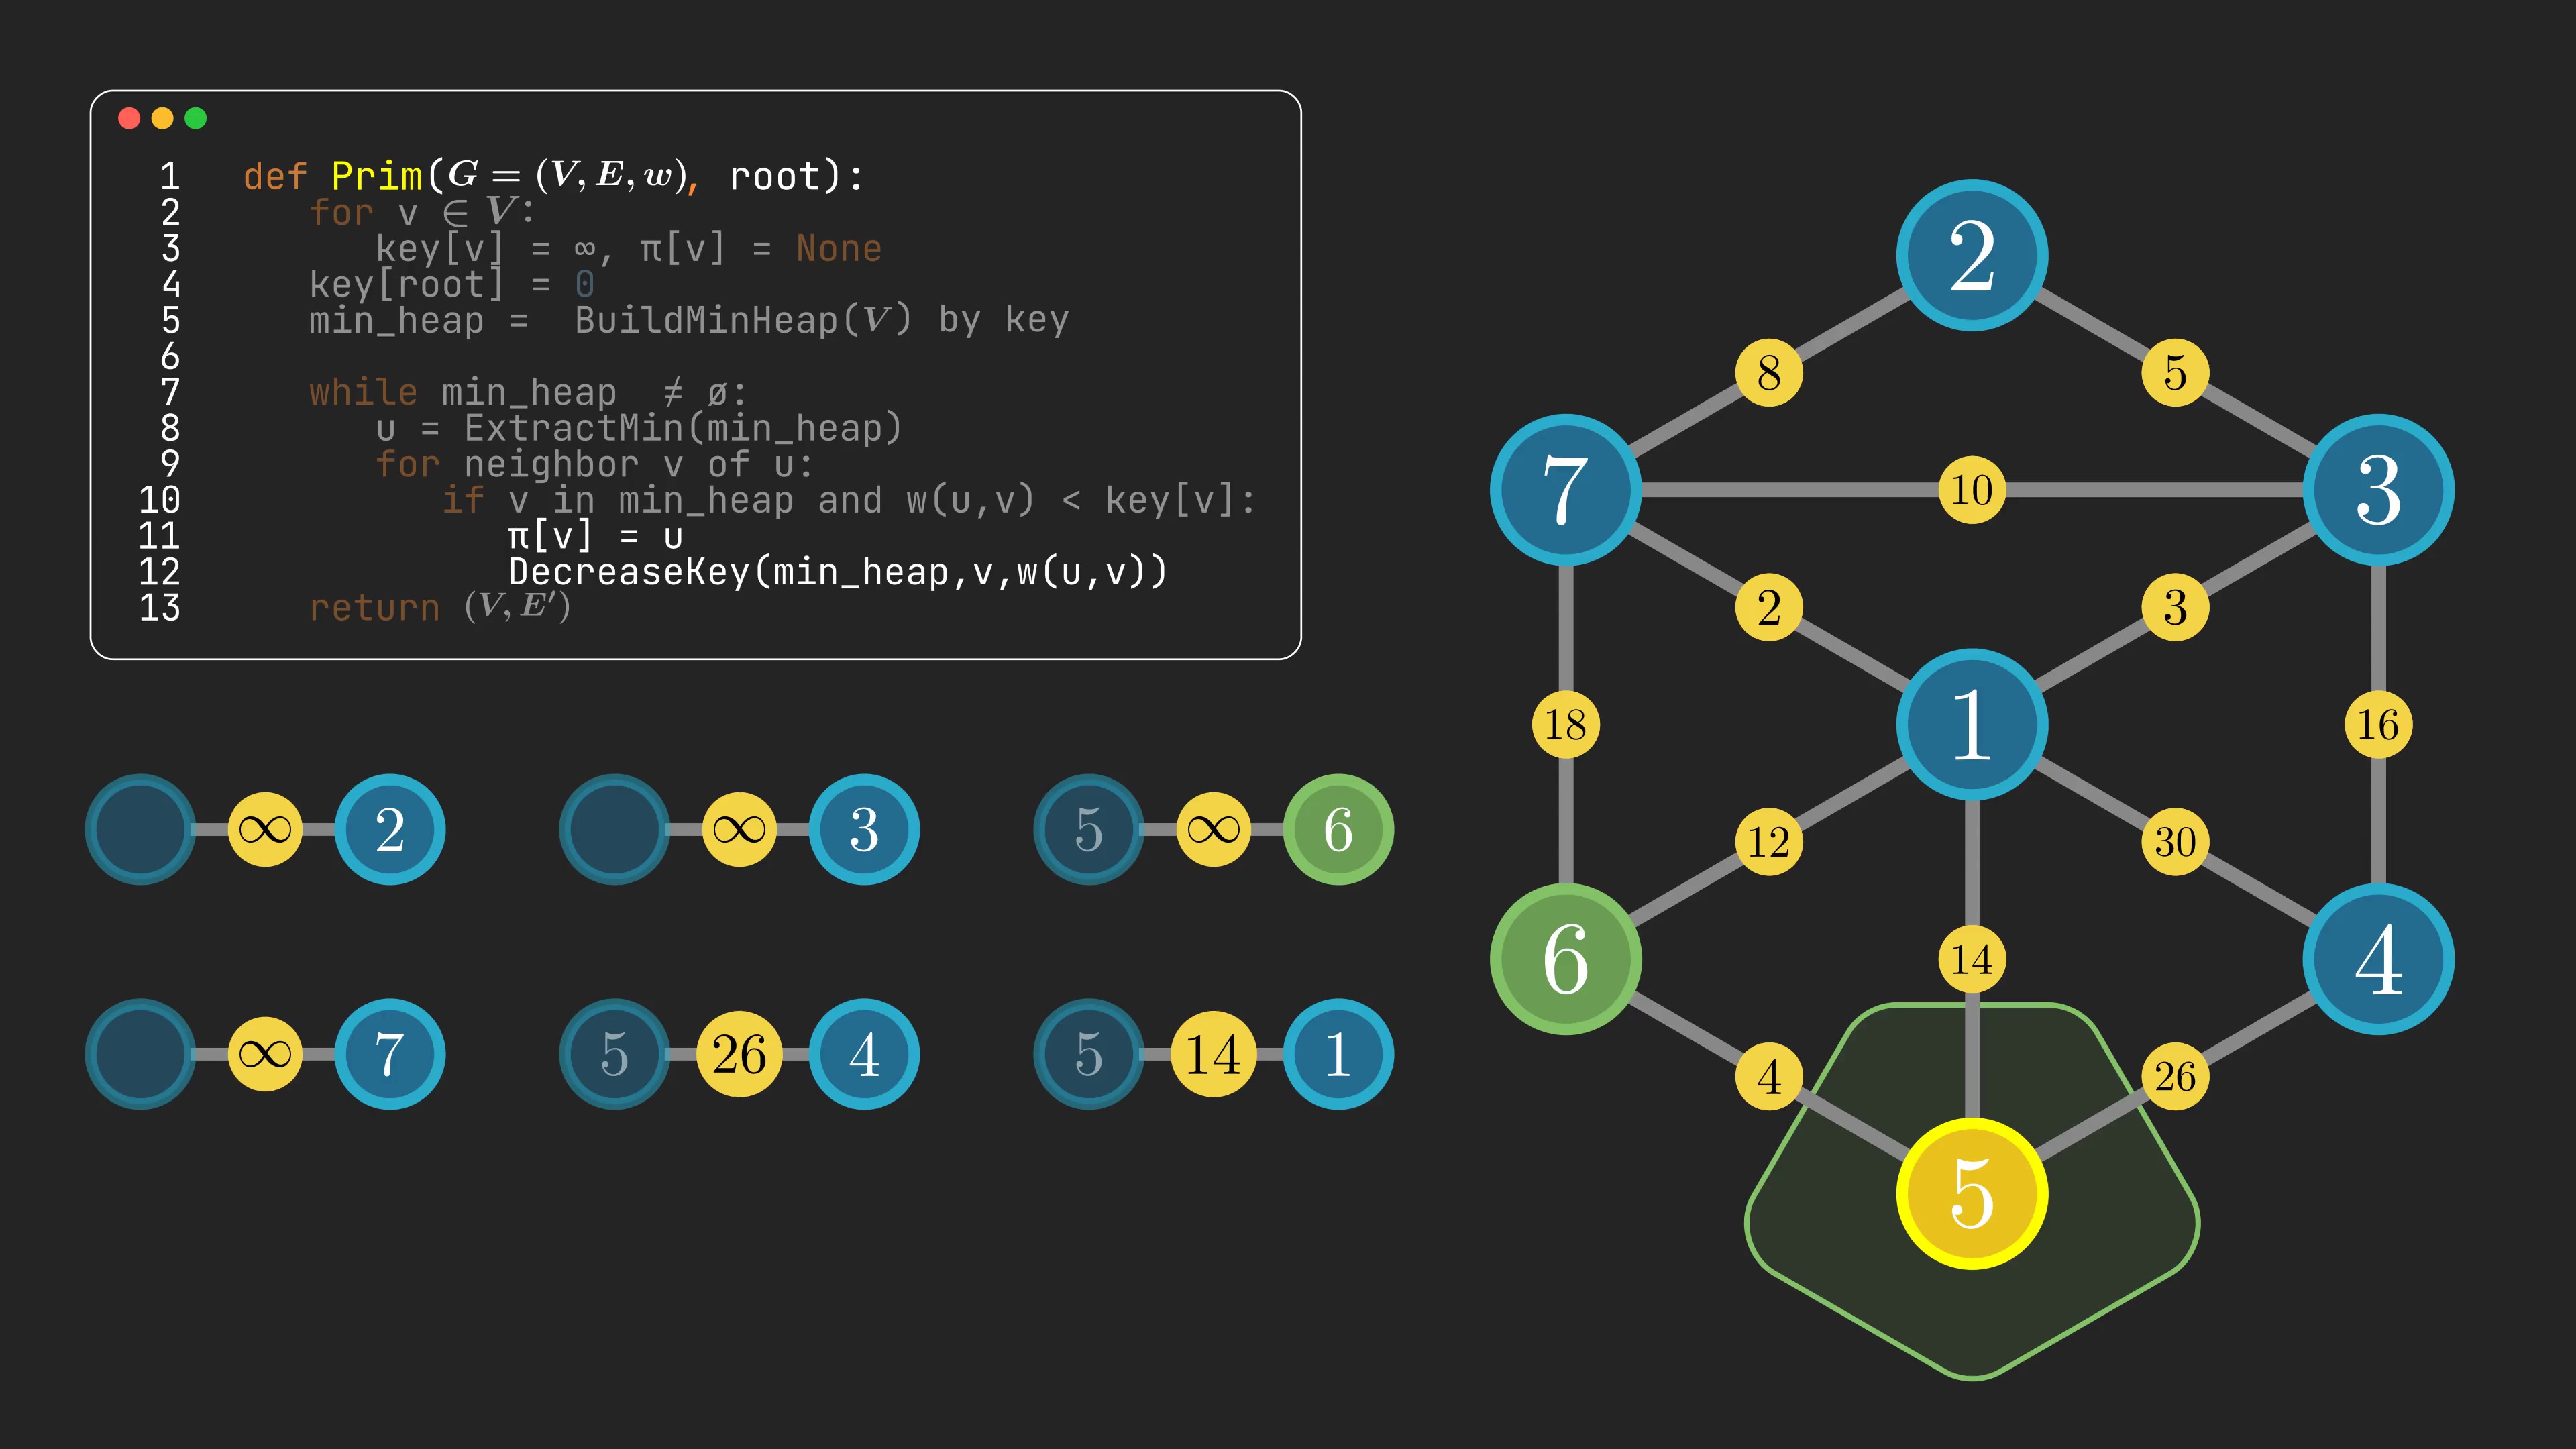 1 def Prim(G = (V, E, w), root):
2 for v ∈ V:
3 key[v] = ∞, π[v] = None
4 key[root] = 0
5 min_heap = BuildMinHeap(V) by key
6
7 while min_heap ≠ ø:
8 u = ExtractMin(min_heap)
9 for neighbor v of u:
10 if v in min_heap and w(u,v) < key[v]:
11 π[v] = u
12 DecreaseKey(min_heap,v,w(u,v))
13 return (V, E′)
∞ 2
∞ 3
5 ∞ 6
∞ 7
5 26 4
5 14 1
2
8 5
7 10 3
2 3
18 1 16
12 30
6 14 4
4 26
5